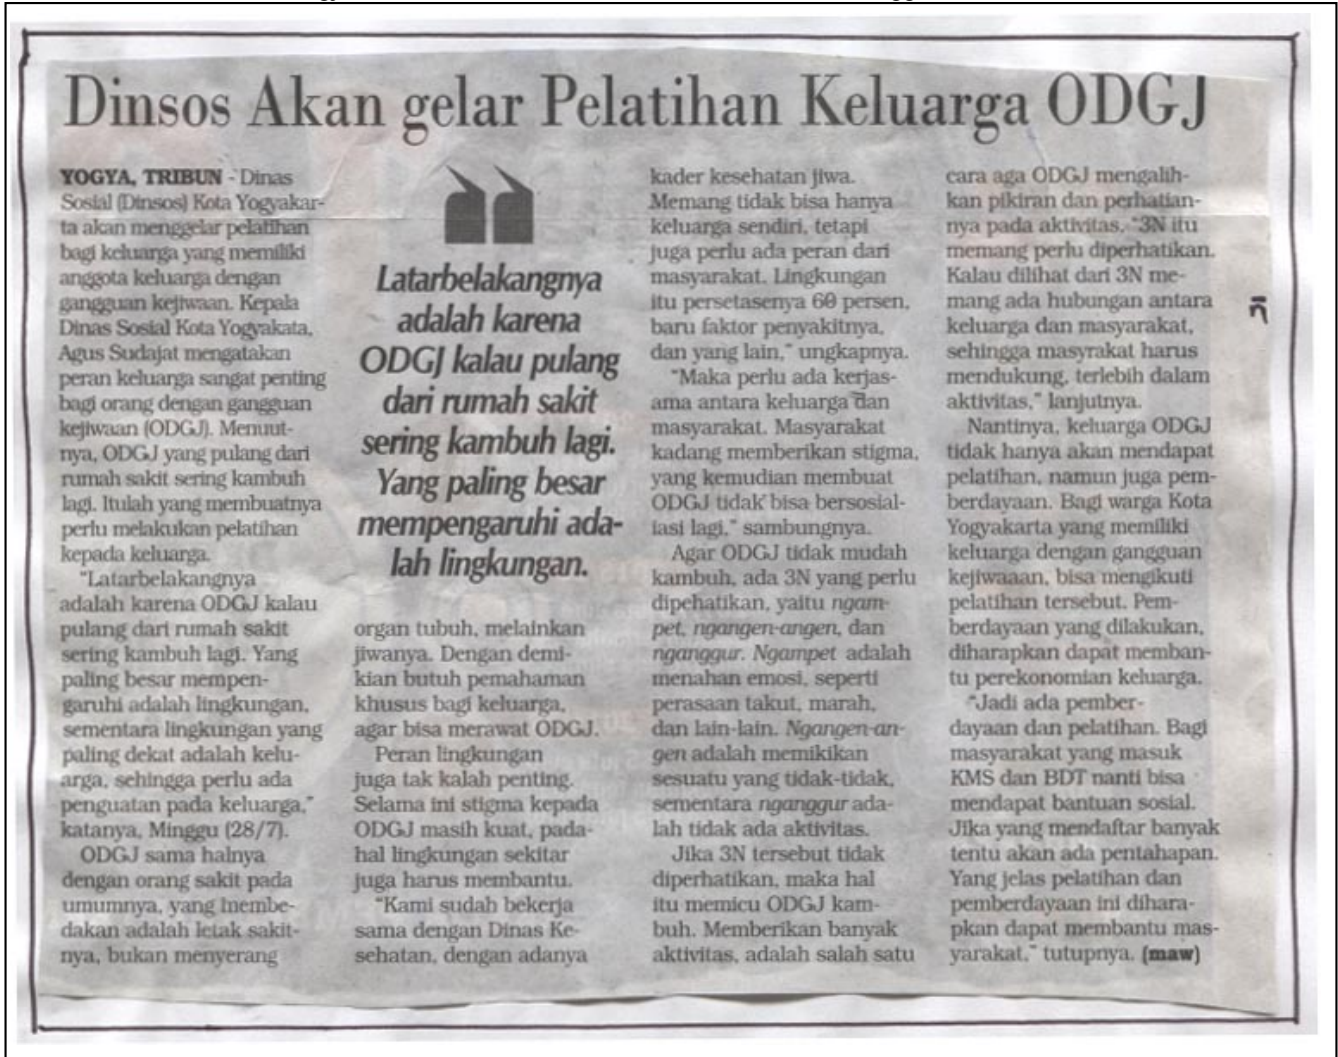 Dinsos Akan gelar Pelatihan Keluarga ODGJ
YOGYA, TRIBUN - Dinas
Sosial (Dinsos) Kota Yogyakar-
ta akan menggelar pelatihan
bagi keluarga yang memiliki
anggota keluarga dengan
gangguan kejiwaan. Kepala
Dinas Sosial Kota Yogyakata,
Agus Sudajat mengatakan
peran keluarga sangat penting
bagi orang dengan gangguan
kejiwaan (ODGJ). Menuut-
nya, ODGJ yang pulang dari
rumah sakit sering kambuh
lagi. Itulah yang membuatnya
perlu melakukan pelatihan
kepada keluarga.
"Latarbelakangnya
adalah karena ODGJ kalau
pulang dari rumah sakit
sering kambuh lagi. Yang
paling besar mempen-
garuhi adalah lingkungan,
sementara lingkungan yang
paling dekat adalah kelu-
arga, sehingga perlu ada
penguatan pada keluarga,"
katanya, Minggu (28/7).
ODGJ sama halnya
dengan orang sakit pada
umumnya, yang membe-
dakan adalah letak sakit-
nya, bukan menyerang
Latarbelakangnya
adalah karena
ODGJ kalau pulang
dari rumah sakit
sering kambuh lagi.
Yang paling besar
mempengaruhi ada-
lah lingkungan.
organ tubuh, melainkan
jiwanya. Dengan demi-
kian butuh pemahaman
khusus bagi keluarga,
agar bisa merawat ODGJ.
Peran lingkungan
juga tak kalah penting.
Selama ini stigma kepada
ODGJ masih kuat, pada-
hal lingkungan sekitar
juga harus membantu.
"Kami sudah bekerja
sama dengan Dinas Ke-
sehatan, dengan adanya
kader kesehatan jiwa.
Memang tidak bisa hanya
keluarga sendiri, tetapi
juga perlu ada peran dari
masyarakat. Lingkungan
itu persetasenya 60 persen,
baru faktor penyakitnya,
dan yang lain," ungkapnya.
"Maka perlu ada kerjas-
ama antara keluarga dan
masyarakat. Masyarakat
kadang memberikan stigma,
yang kemudian membuat
ODGJ tidak bisa bersosial-
iasi lagi," sambungnya.
Agar ODGJ tidak mudah
kambuh, ada 3N yang perlu
dipehatikan, yaitu ngam-
pet, ngangen-angen, dan
nganggur. Ngampet adalah
menahan emosi, seperti
perasaan takut, marah,
dan lain-lain. Ngangen-an-
gen adalah memikikan
sesuatu yang tidak-tidak,
sementara nganggur ada-
lah tidak ada aktivitas.
Jika 3N tersebut tidak
diperhatikan, maka hal
itu memicu ODGJ kam-
buh. Memberikan banyak
aktivitas, adalah salah satu
cara aga ODGJ mengalih-
kan pikiran dan perhatian-
nya pada aktivitas. "3N itu
memang perlu diperhatikan.
Kalau dilihat dari 3N me-
mang ada hubungan antara
keluarga dan masyarakat,
sehingga masyrakat harus
mendukung, terlebih dalam
aktivitas," lanjutnya.
Nantinya, keluarga ODGJ
tidak hanya akan mendapat
pelatihan, namun juga pem-
berdayaan. Bagi warga Kota
Yogyakarta yang memiliki
keluarga dengan gangguan
kejiwaaan, bisa mengikuti
pelatihan tersebut. Pem-
berdayaan yang dilakukan,
diharapkan dapat memban-
tu perekonomian keluarga.
"Jadi ada pember-
dayaan dan pelatihan. Bagi
masyarakat yang masuk
KMS dan BDT nanti bisa
mendapat bantuan sosial.
Jika yang mendaftar banyak
tentu akan ada pentahapan.
Yang jelas pelatihan dan
pemberdayaan ini dihara-
pkan dapat membantu mas-
yarakat," tutupnya. (maw)